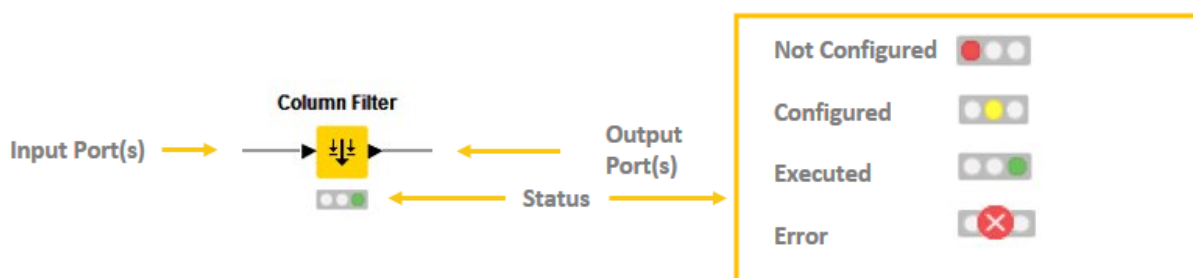 Column Filter
Input Port(s)
Output
Port(s)
Status
Not Configured
Configured
Executed
Error